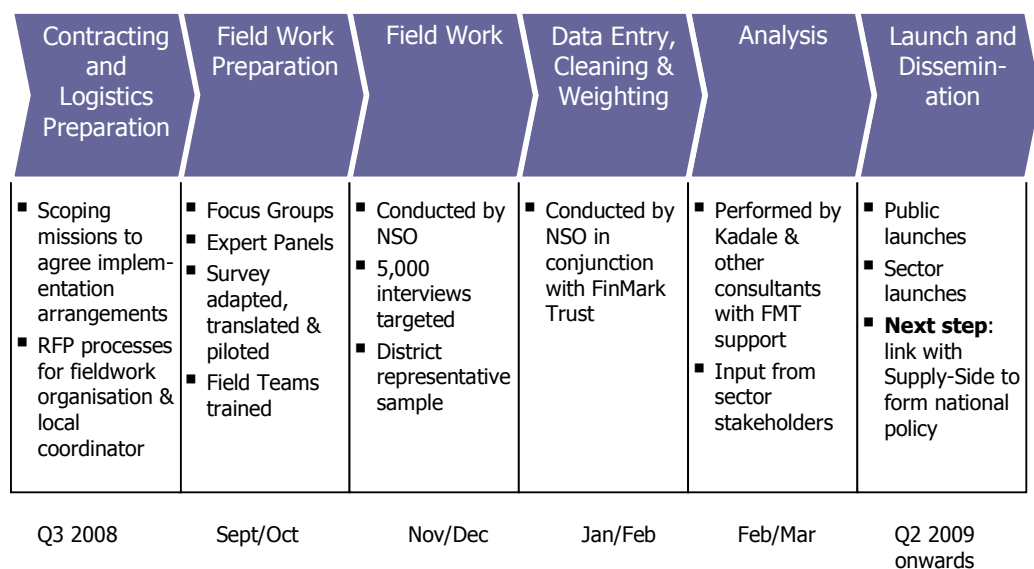 Contracting
and
Logistics
Preparation
Field Work
Preparation
Field Work
Data Entry,
Cleaning &
Weighting
Analysis
Launch and
Dissemin-
ation
▪ Scoping
missions to
agree implem-
entation
arrangements
▪ RFP processes
for fieldwork
organisation &
local
coordinator
▪ Focus Groups
▪ Expert Panels
▪ Survey
adapted,
translated &
piloted
▪ Field Teams
trained
▪ Conducted by
NSO
▪ 5,000
interviews
targeted
▪ District
representative
sample
▪ Conducted by
NSO in
conjunction
with FinMark
Trust
▪ Performed by
Kadale &
other
consultants
with FMT
support
▪ Input from
sector
stakeholders
▪ Public
launches
▪ Sector
launches
▪ Next step:
link with
Supply-Side to
form national
policy
Q3 2008
Sept/Oct
Nov/Dec
Jan/Feb
Feb/Mar
Q2 2009
onwards